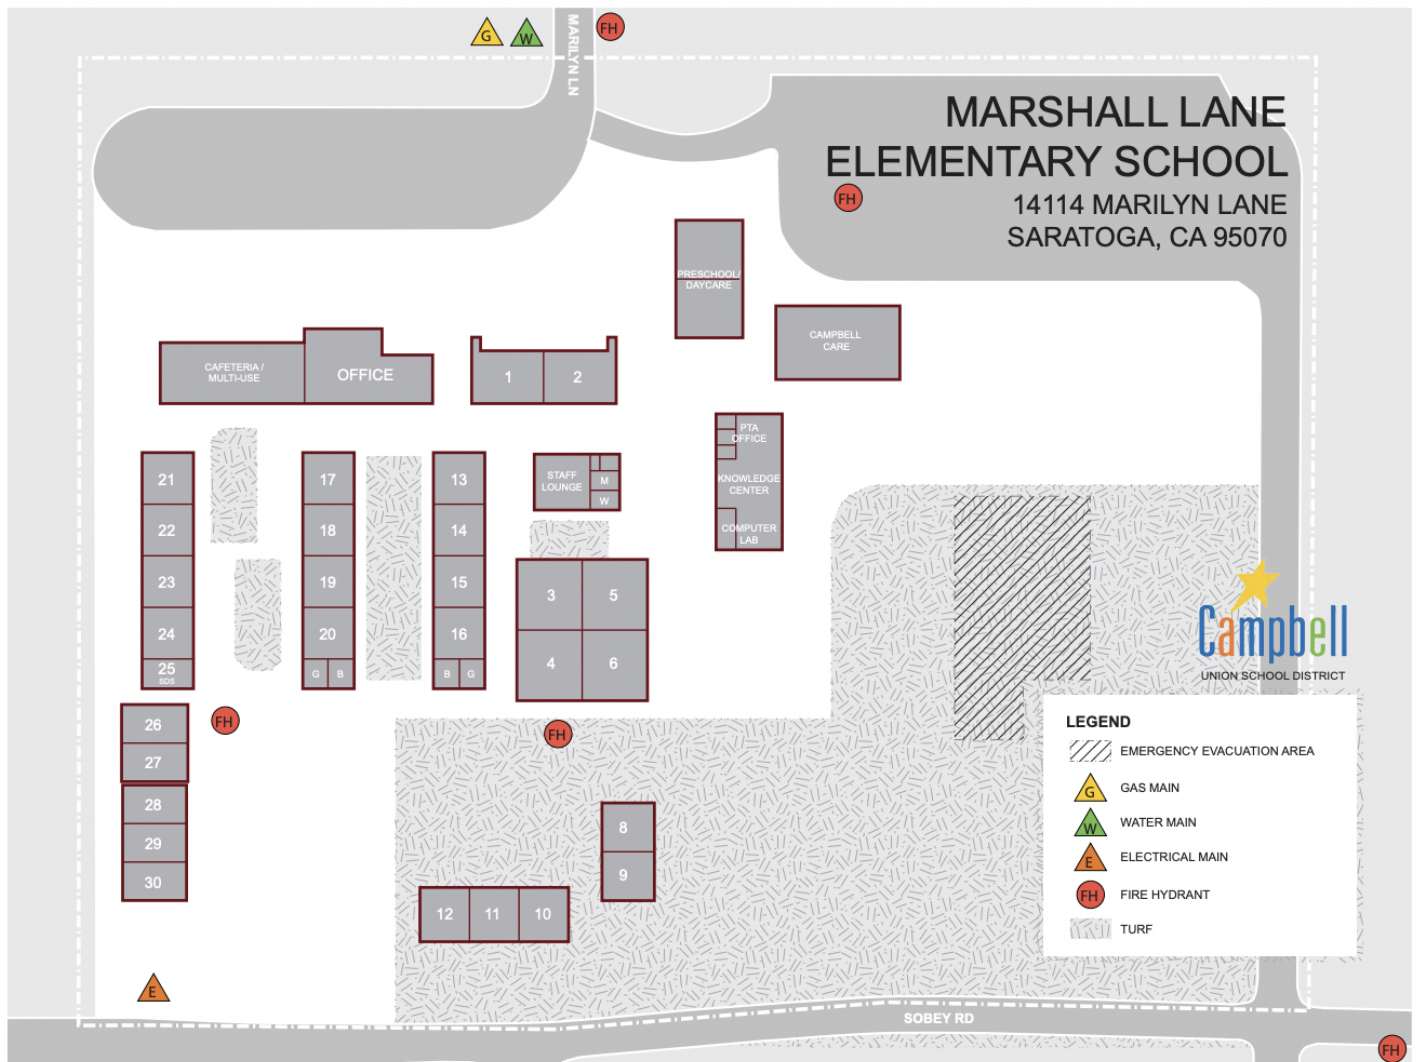 G
W
MARILYN LN
FH
MARSHALL LANE
ELEMENTARY SCHOOL
14114 MARILYN LANE
SARATOGA, CA 95070
FH
PRESCHOOL/
DAYCARE
CAMPBELL
CARE
CAFETERIA /
MULTI-USE
OFFICE
1
2
PTA
OFFICE
KNOWLEDGE
CENTER
COMPUTER
LAB
STAFF
LOUNGE
M
W
21
22
23
24
25
SDS
17
18
19
20
G
B
13
14
15
16
B
G
3
5
4
6
26
27
28
29
30
FH
FH
8
9
12
11
10
E
Campbell
UNION SCHOOL DISTRICT
LEGEND
EMERGENCY EVACUATION AREA
G
GAS MAIN
W
WATER MAIN
E
ELECTRICAL MAIN
FH
FIRE HYDRANT
TURF
SOBEY RD
FH